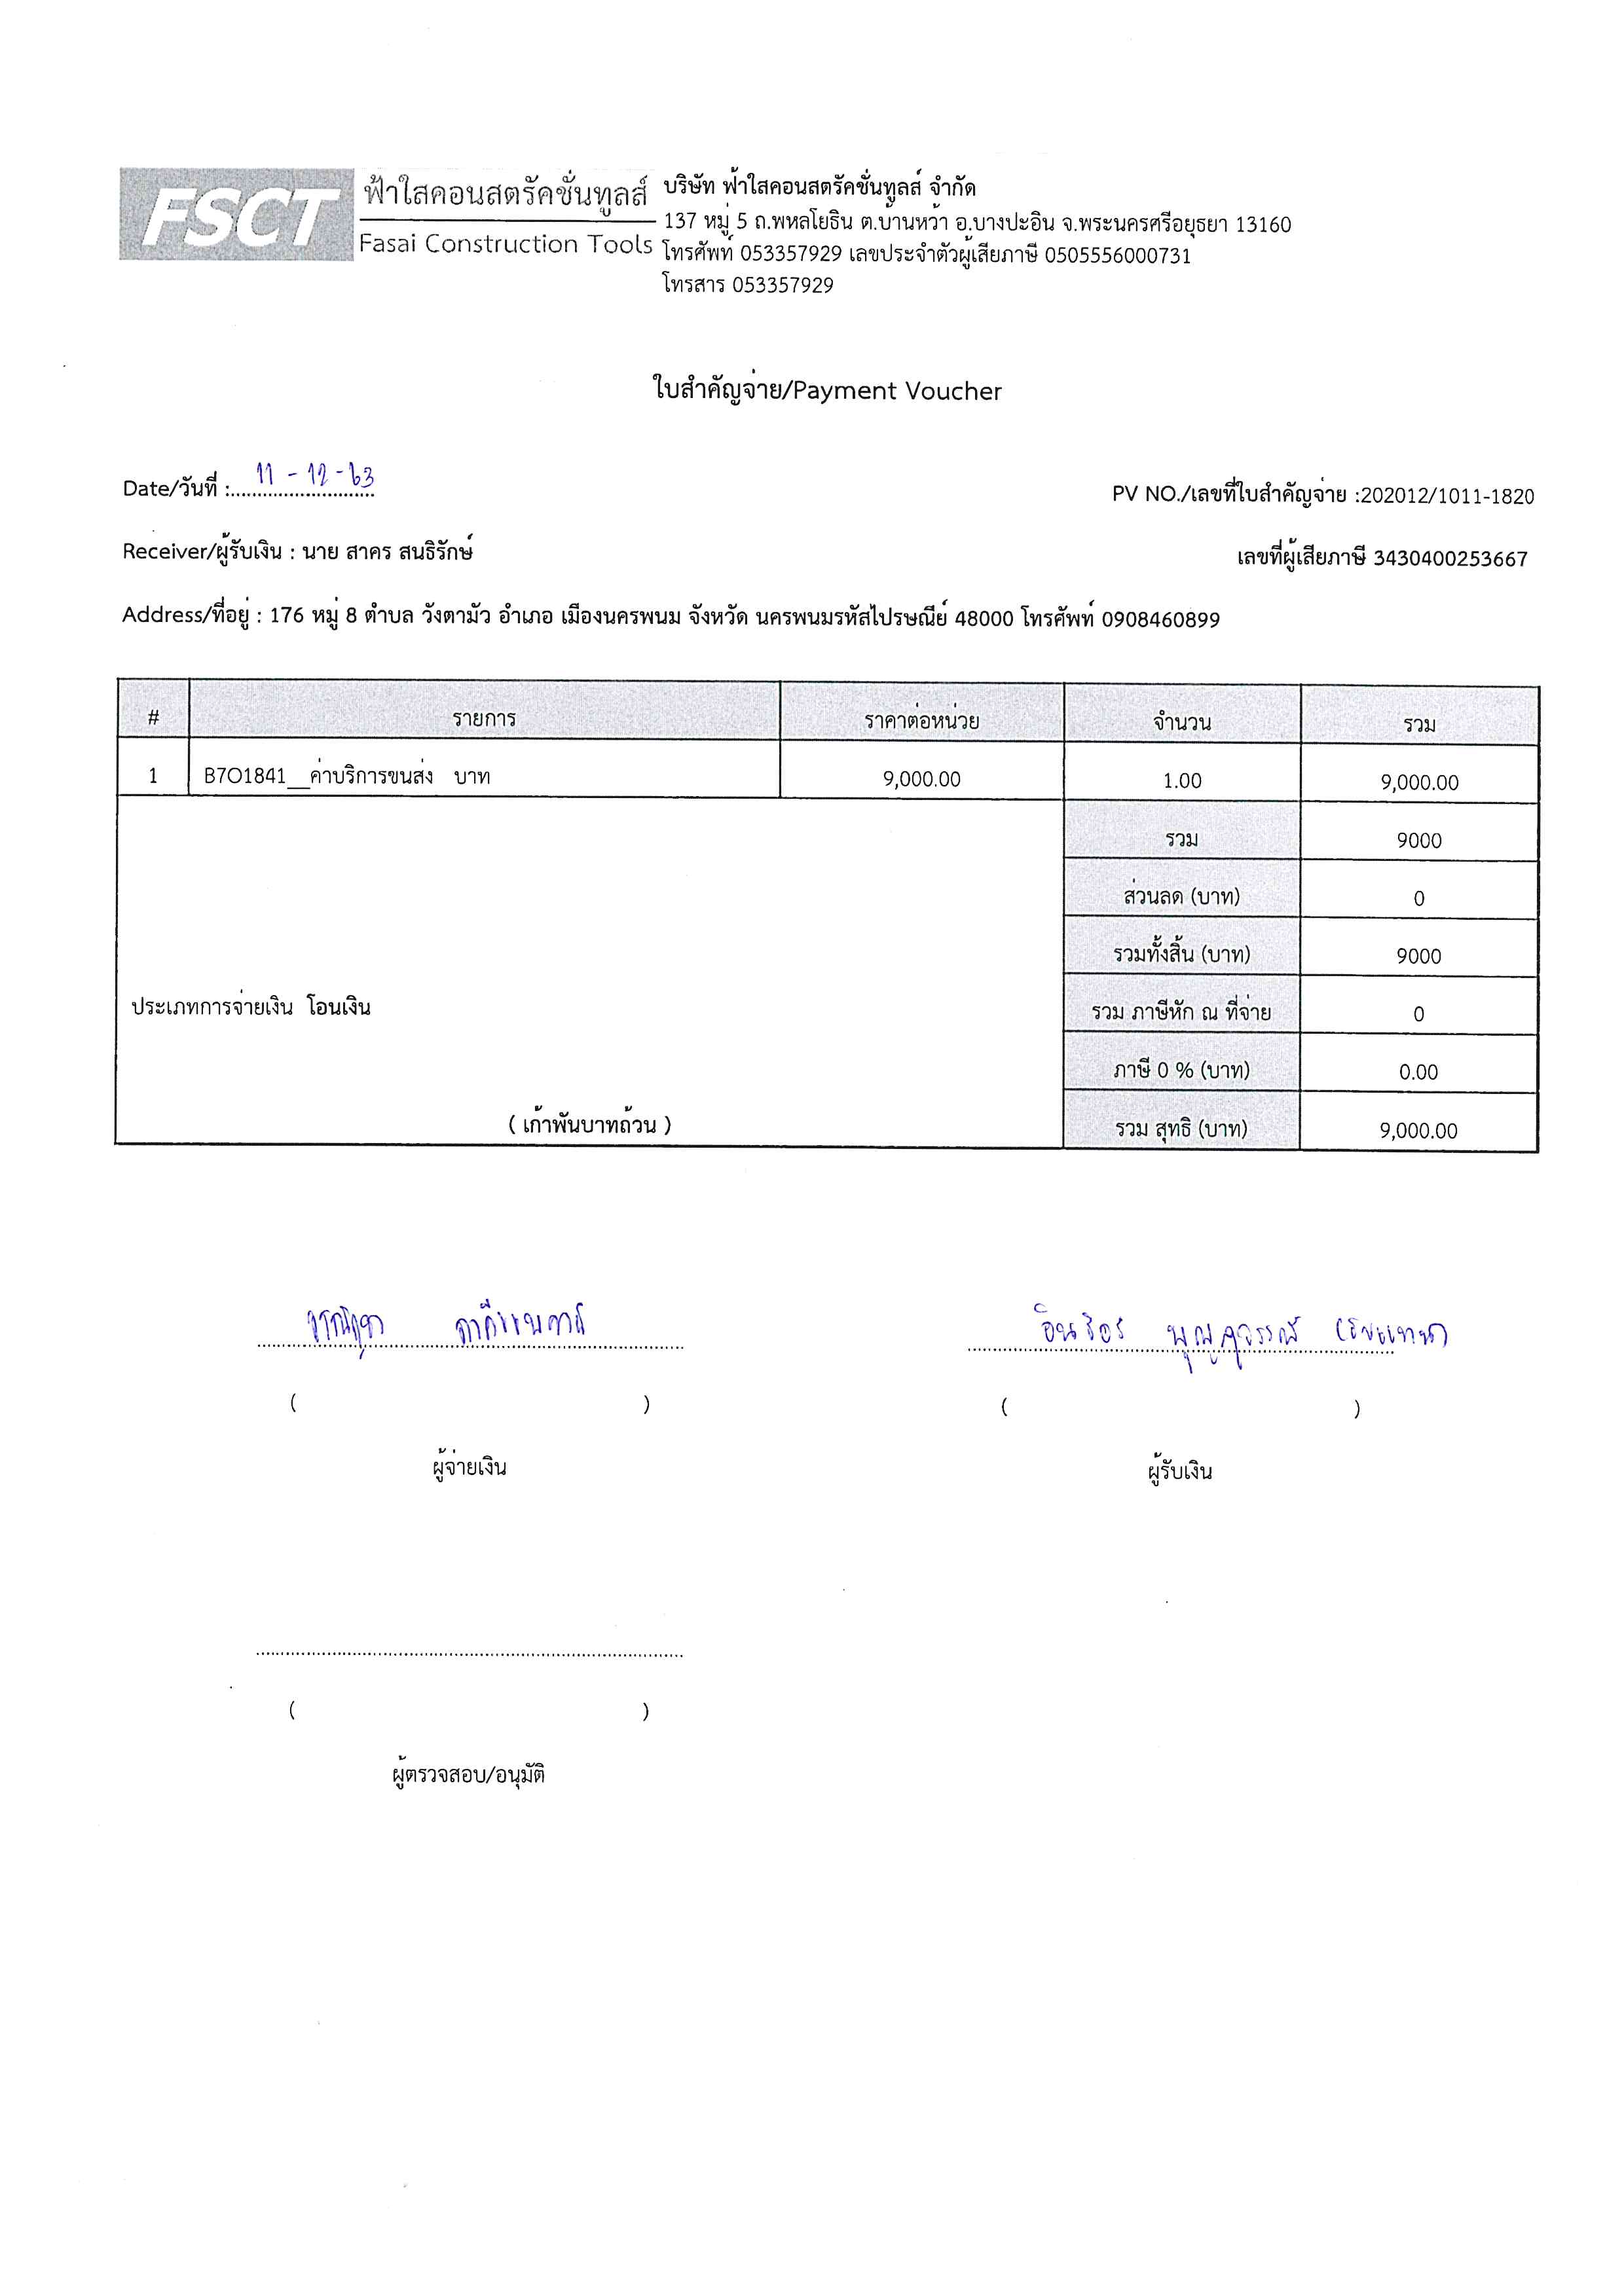 FSCT
ฟ้าใสคอนสตรัคชั่นทูลส์
Fasai Construction Tools
บริษัท ฟ้าใสคอนสตรัคชั่นทูลส์ จำกัด
137 หมู่ 5 ถ.พหลโยธิน ต.บ้านหว้า อ.บางปะอิน จ.พระนครศรีอยุธยา 13160
โทรศัพท์ 053357929 เลขประจำตัวผู้เสียภาษี 0505556000731
โทรสาร 053357929
ใบสำคัญจ่าย/Payment Voucher
Date/วันที่ : 11 - 12 - 63
PV NO./เลขที่ใบสำคัญจ่าย :202012/1011-1820
Receiver/ผู้รับเงิน : นาย สาคร สนธิรักษ์
เลขที่ผู้เสียภาษี 3430400253667
Address/ที่อยู่ : 176 หมู่ 8 ตำบล วังตามัว อำเภอ เมืองนครพนม จังหวัด นครพนมรหัสไปรษณีย์ 48000 โทรศัพท์ 0908460899
# รายการ ราคาต่อหน่วย จำนวน รวม
1 B7O1841__ค่าบริการขนส่ง บาท 9,000.00 1.00 9,000.00
รวม 9000
ส่วนลด (บาท) 0
รวมทั้งสิ้น (บาท) 9000
ประเภทการจ่ายเงิน โอนเงิน
รวม ภาษีหัก ณ ที่จ่าย 0
ภาษี 0 % (บาท) 0.00
( เก้าพันบาทถ้วน )
รวม สุทธิ (บาท) 9,000.00
( )
( )
ผู้จ่ายเงิน
ผู้รับเงิน
( )
ผู้ตรวจสอบ/อนุมัติ